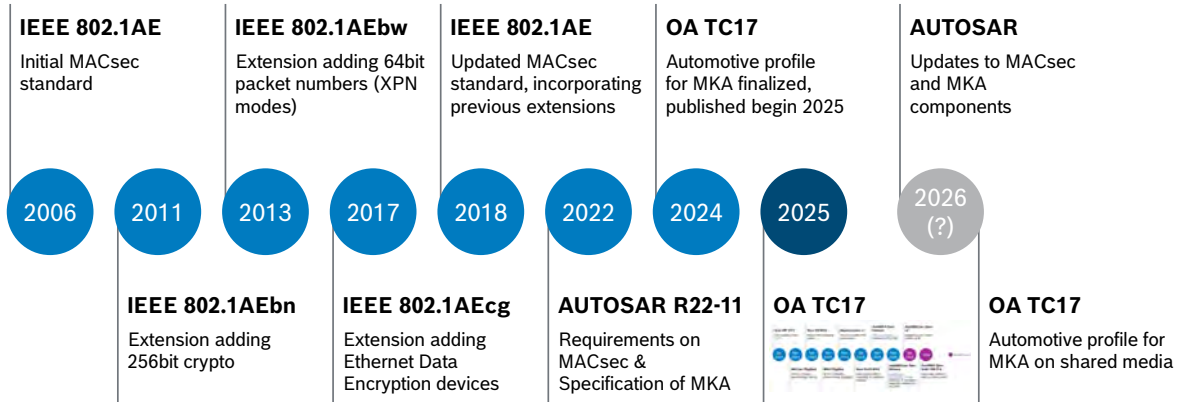 IEEE 802.1AE
Initial MACsec
standard
IEEE 802.1AEbw
Extension adding 64bit
packet numbers (XPN
modes)
IEEE 802.1AE
Updated MACsec
standard, incorporating
previous extensions
OA TC17
Automotive profile
for MKA finalized,
published begin 2025
AUTOSAR
Updates to MACsec
and MKA
components
2006
2011
2013
2017
2018
2022
2024
2025
2026
(?)
IEEE 802.1AEbn
Extension adding
256bit crypto
IEEE 802.1AEcg
Extension adding
Ethernet Data
Encryption devices
AUTOSAR R22-11
Requirements on
MACsec &
Specification of MKA
OA TC17
OA TC17
Automotive profile for
MKA on shared media